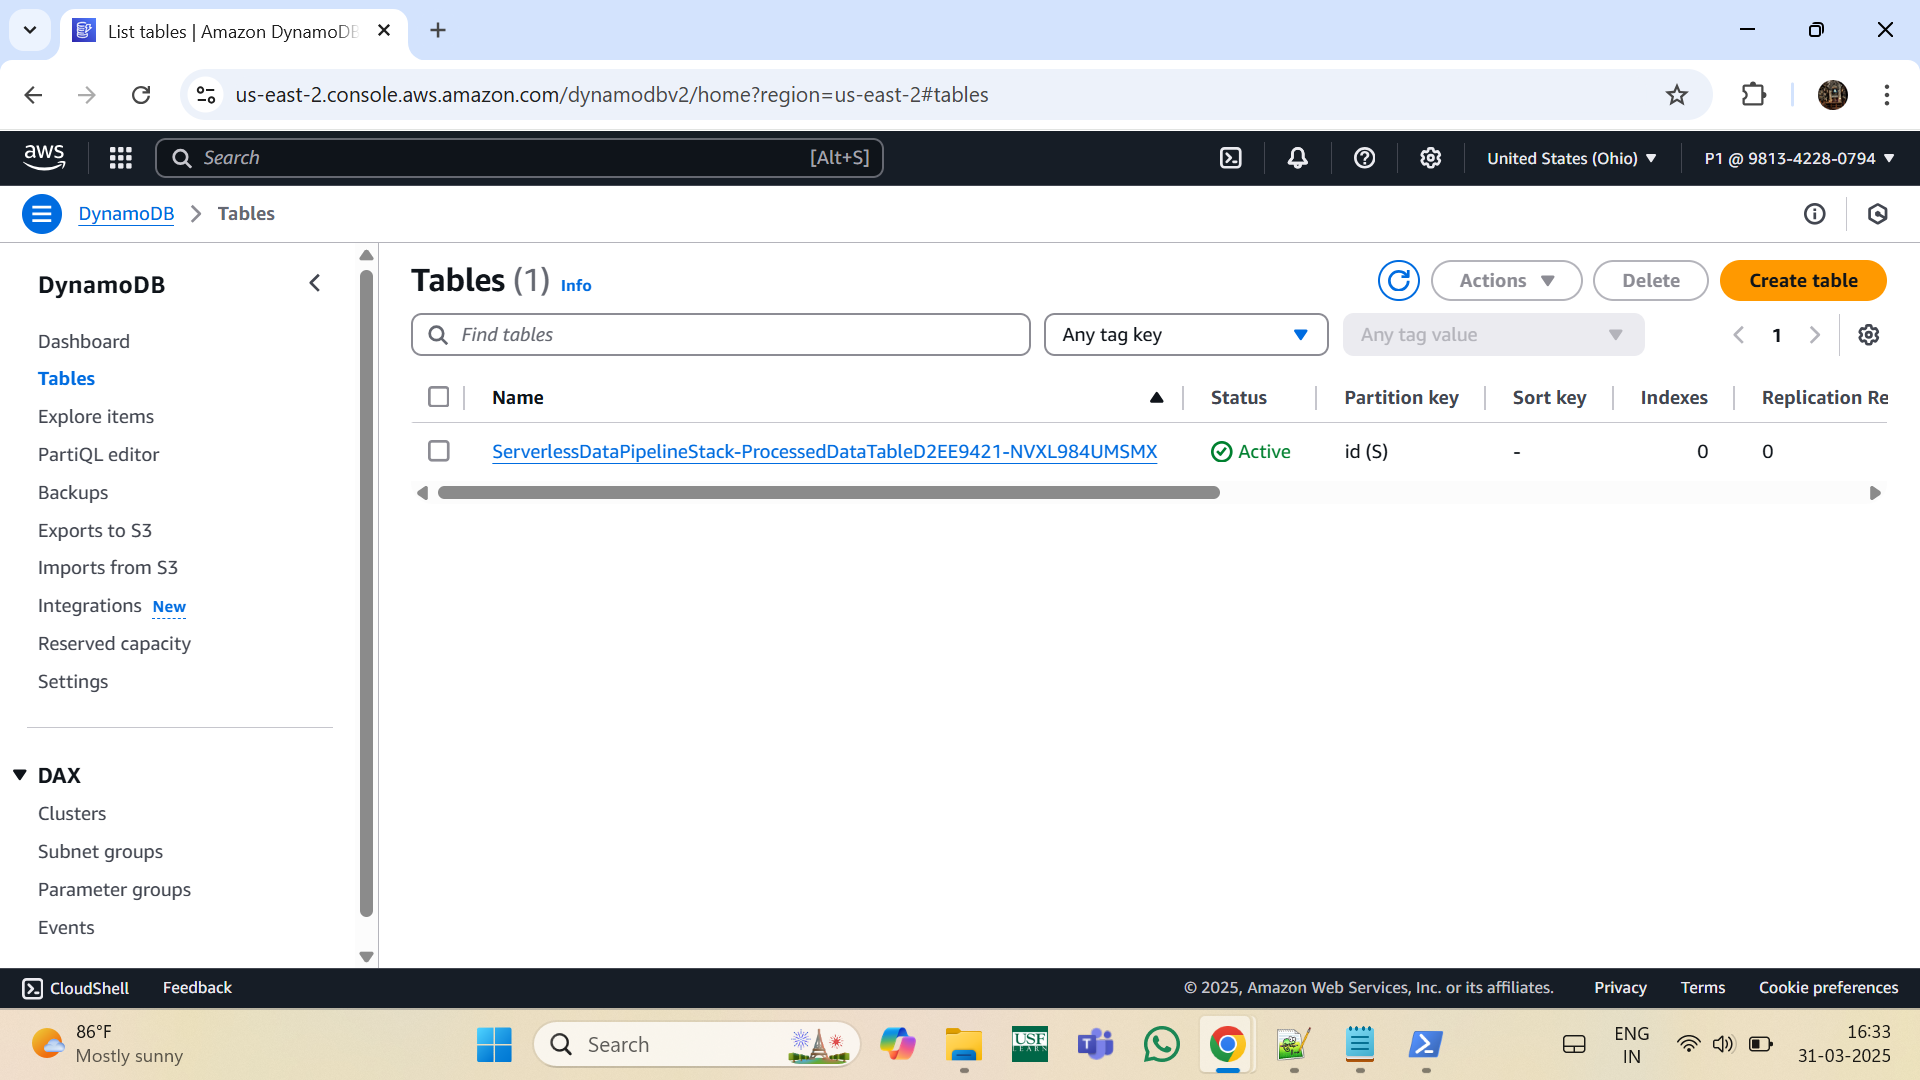 List tables | Amazon DynamoDB
us-east-2.console.aws.amazon.com/dynamodbv2/home?region=us-east-2#tables
aws
Search [Alt+S]
United States (Ohio)
P1 @ 9813-4228-0794
DynamoDB
Tables
DynamoDB
Dashboard
Tables
Explore items
PartiQL editor
Backups
Exports to S3
Imports from S3
Integrations New
Reserved capacity
Settings
DAX
Clusters
Subnet groups
Parameter groups
Events
Tables (1) Info
Actions
Delete
Create table
Find tables
Any tag key
Any tag value
1
Name Status Partition key Sort key Indexes Replication Re
ServerlessDataPipelineStack-ProcessedDataTableD2EE9421-NVXL984UMSMX Active id (S) - 0 0
CloudShell Feedback
© 2025, Amazon Web Services, Inc. or its affiliates. Privacy Terms Cookie preferences
86°F
Mostly sunny
Search
USF
LEARN
ENG
IN
16:33
31-03-2025